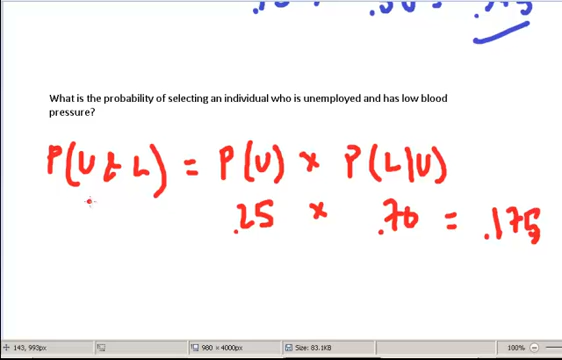 What is the probability of selecting an individual who is unemployed and has low blood
pressure?
P(U & L) = P(U) x P(L|U)
.25 x .70 = .175
143, 993px 980 × 4000px Size: 83.1KB 100%